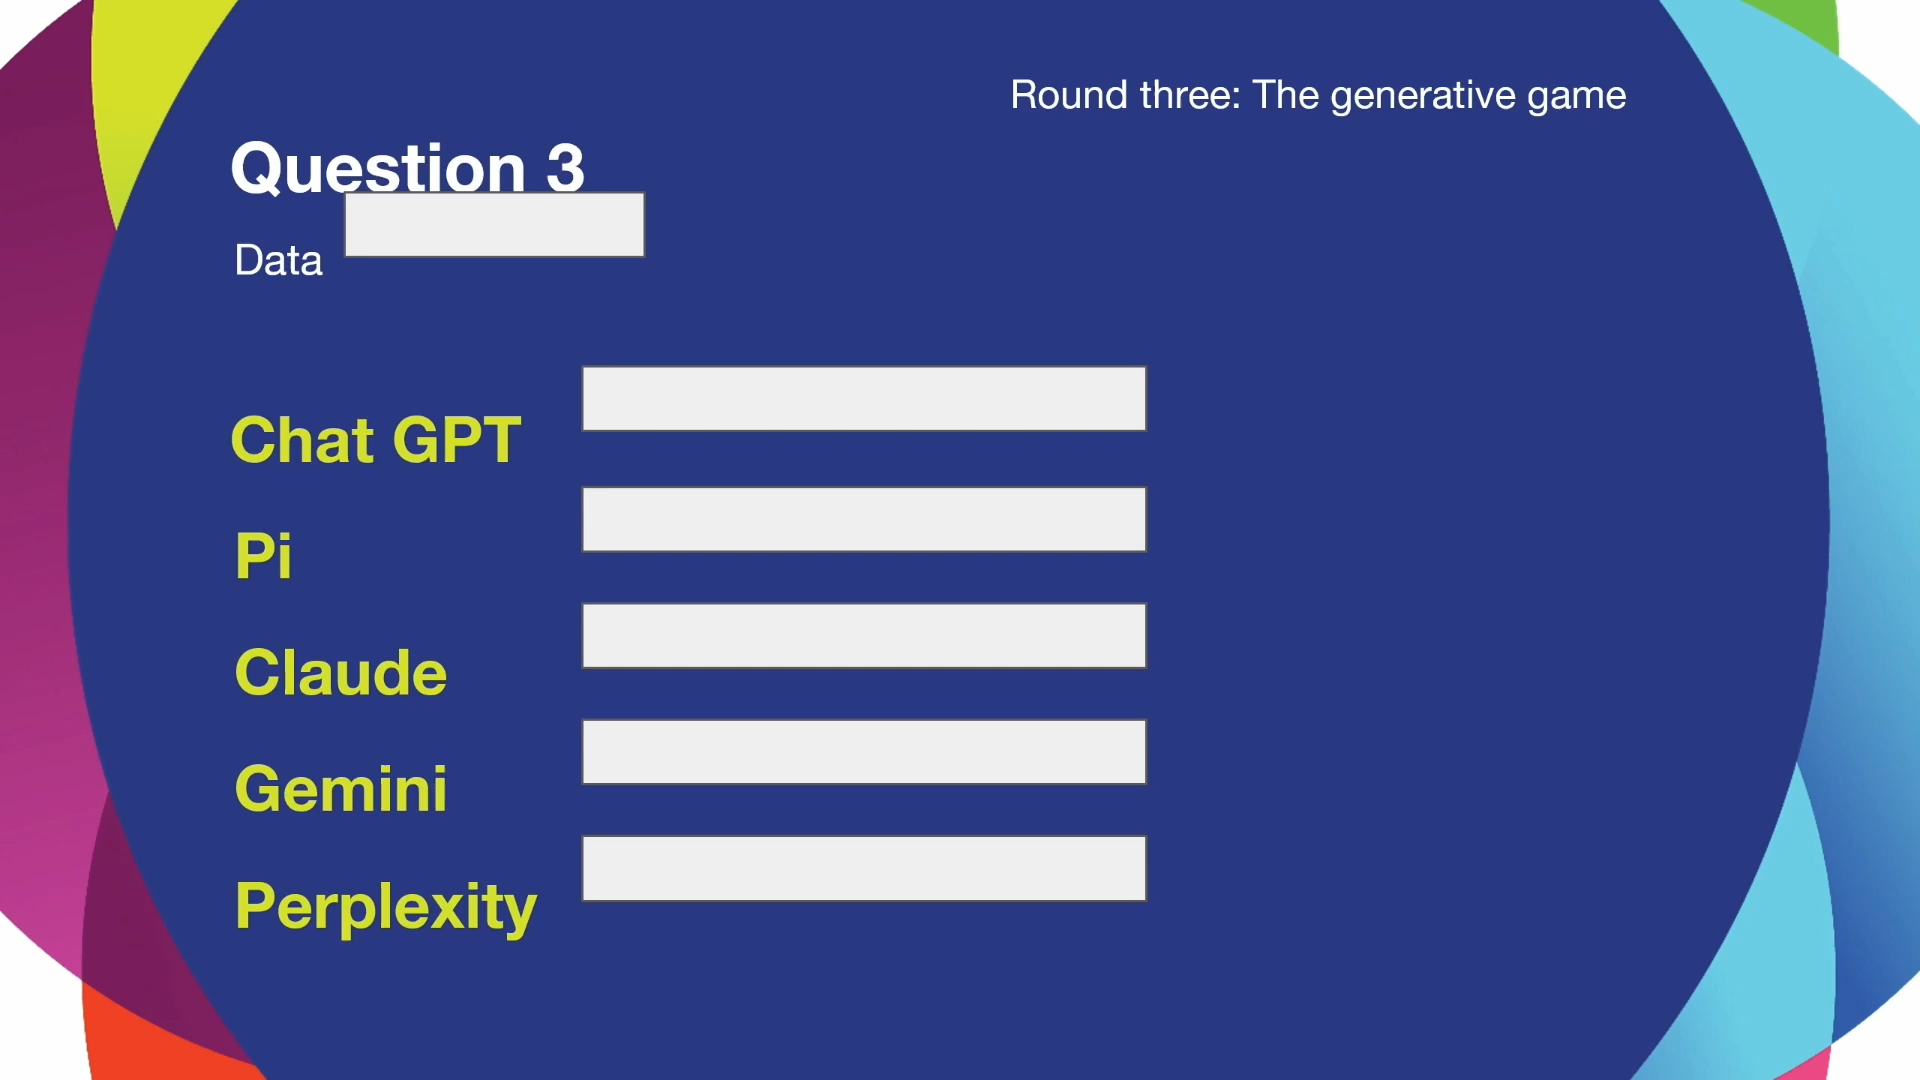 Round three: The generative game
Question 3
Data
Chat GPT
Pi
Claude
Gemini
Perplexity